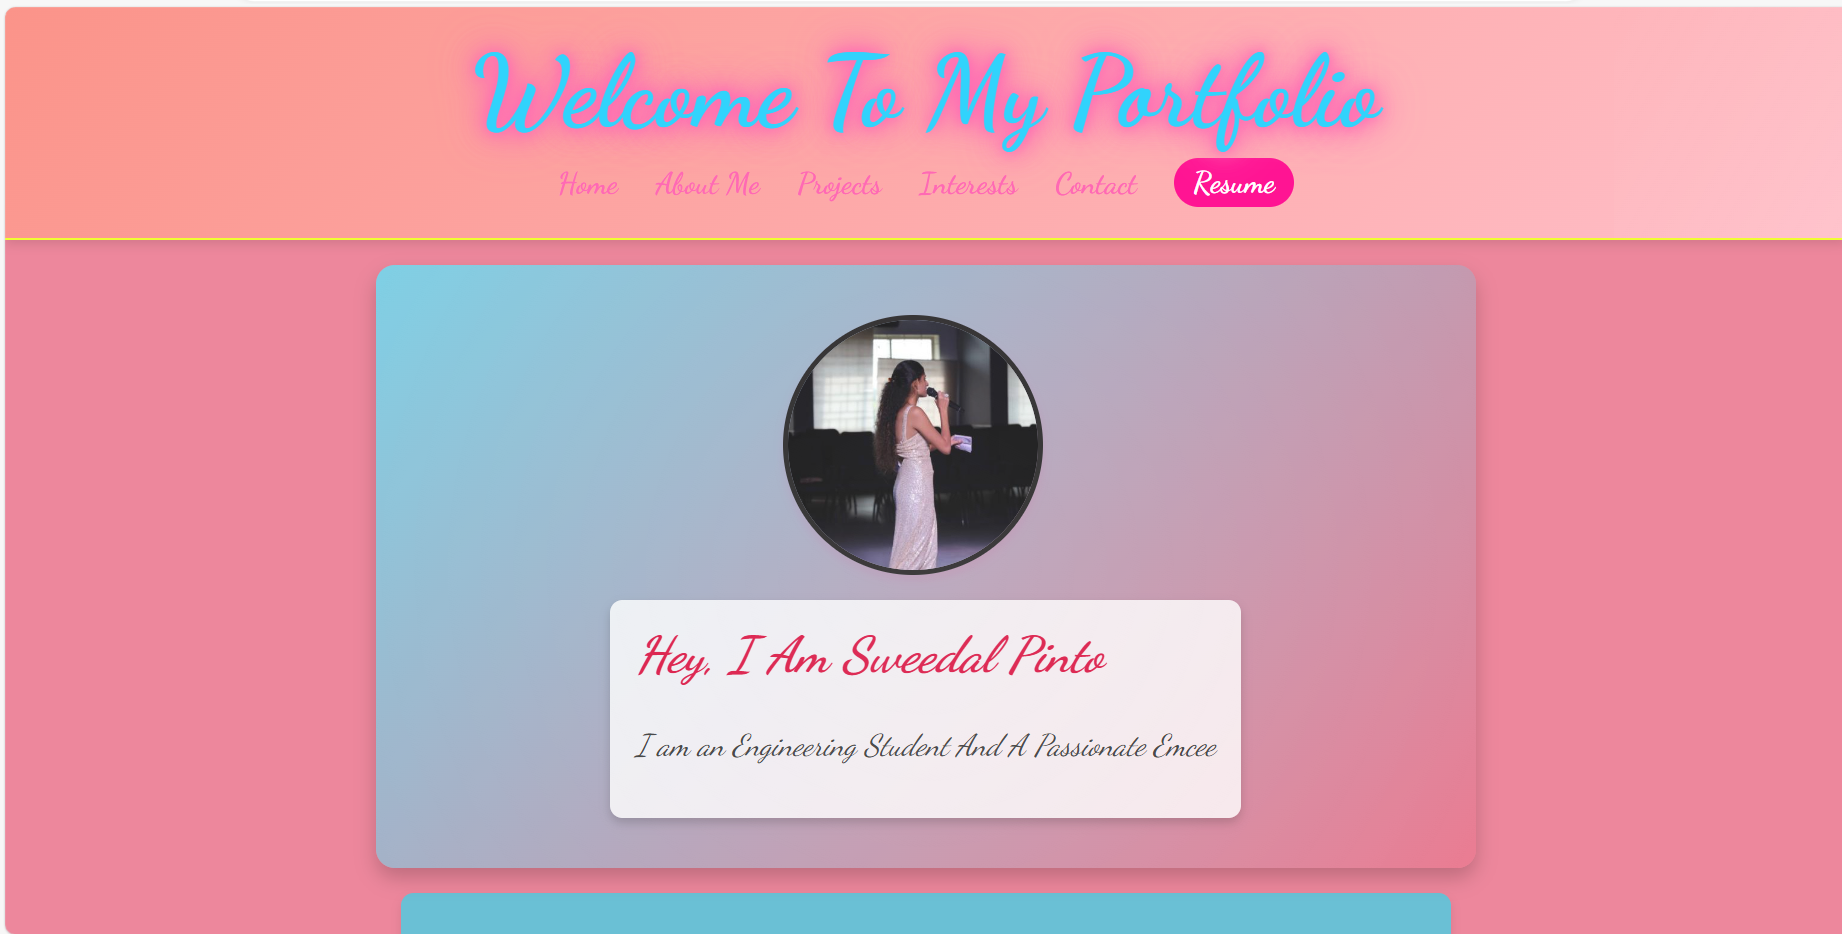 Welcome To My Portfolio
Home About Me Projects Interests Contact Resume
Hey, I Am Sweedal Pinto
I am an Engineering Student And A Passionate Emcee